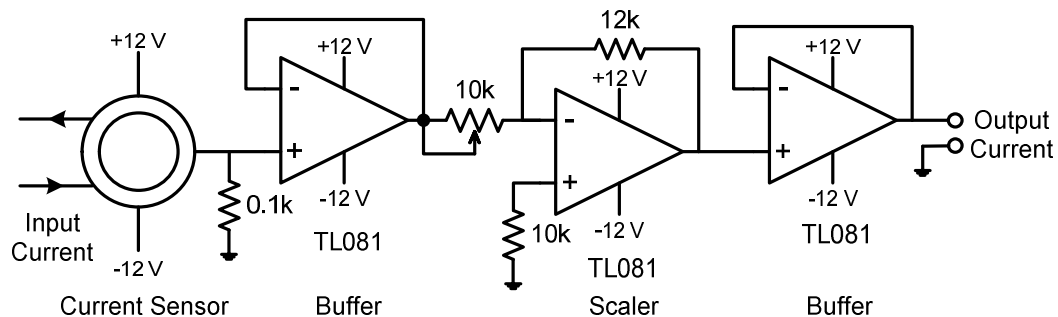 +12 V
-12 V
Input
Current
0.1k
Current Sensor
+12 V
-
+
-12 V
TL081
Buffer
10k
12k
+12 V
-
+
-12 V
10k
TL081
Scaler
+12 V
-
+
-12 V
TL081
Buffer
Output
Current